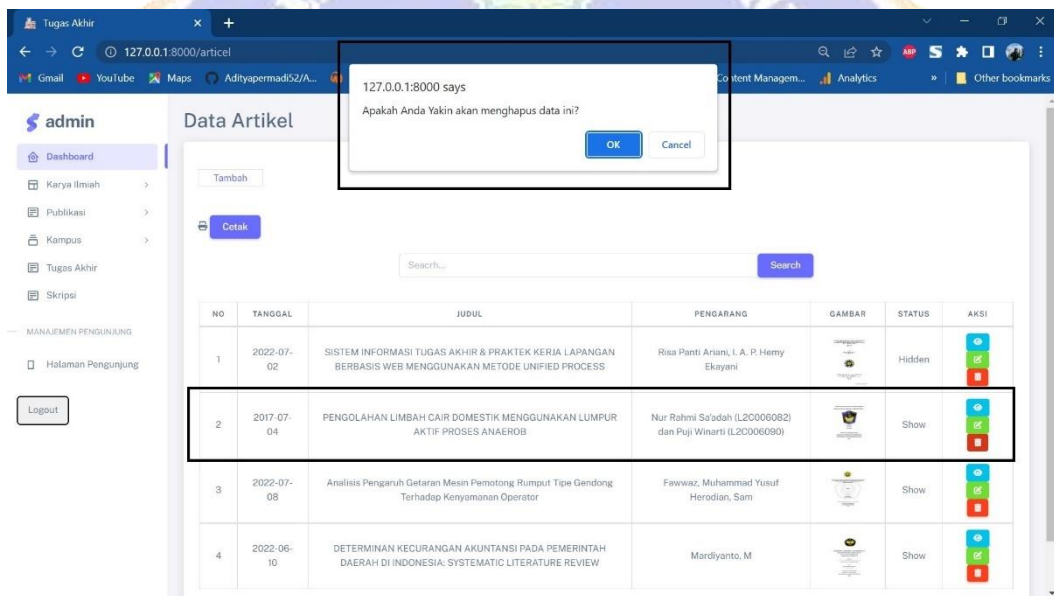 Tugas Akhir
127.0.0.1:8000/articel
Gmail YouTube Maps Adityapermadi52/A... Content Managem... Analytics » Other bookmarks
127.0.0.1:8000 says
Apakah Anda Yakin akan menghapus data ini?
OK Cancel
admin
Dashboard
Karya Ilmiah
Publikasi
Kampus
Tugas Akhir
Skripsi
MANAJEMEN PENGUNJUNG
Halaman Pengunjung
Logout
Data Artikel
Tambah
Cetak
Seacrh... Search
NO TANGGAL JUDUL PENGARANG GAMBAR STATUS AKSI
1 2022-07-02 SISTEM INFORMASI TUGAS AKHIR & PRAKTEK KERJA LAPANGAN BERBASIS WEB MENGGUNAKAN METODE UNIFIED PROCESS Risa Panti Ariani, I. A. P. Hemy Ekayani Hidden
2 2017-07-04 PENGOLAHAN LIMBAH CAIR DOMESTIK MENGGUNAKAN LUMPUR AKTIF PROSES ANAEROB Nur Rahmi Sa'adah (L2C006082) dan Puji Winarti (L2C006090) Show
3 2022-07-08 Analisis Pengaruh Getaran Mesin Pemotong Rumput Tipe Gendong Terhadap Kenyamanan Operator Fawwaz, Muhammad Yusuf Herodian, Sam Show
4 2022-06-10 DETERMINAN KECURANGAN AKUNTANSI PADA PEMERINTAH DAERAH DI INDONESIA: SYSTEMATIC LITERATURE REVIEW Mardiyanto, M Show